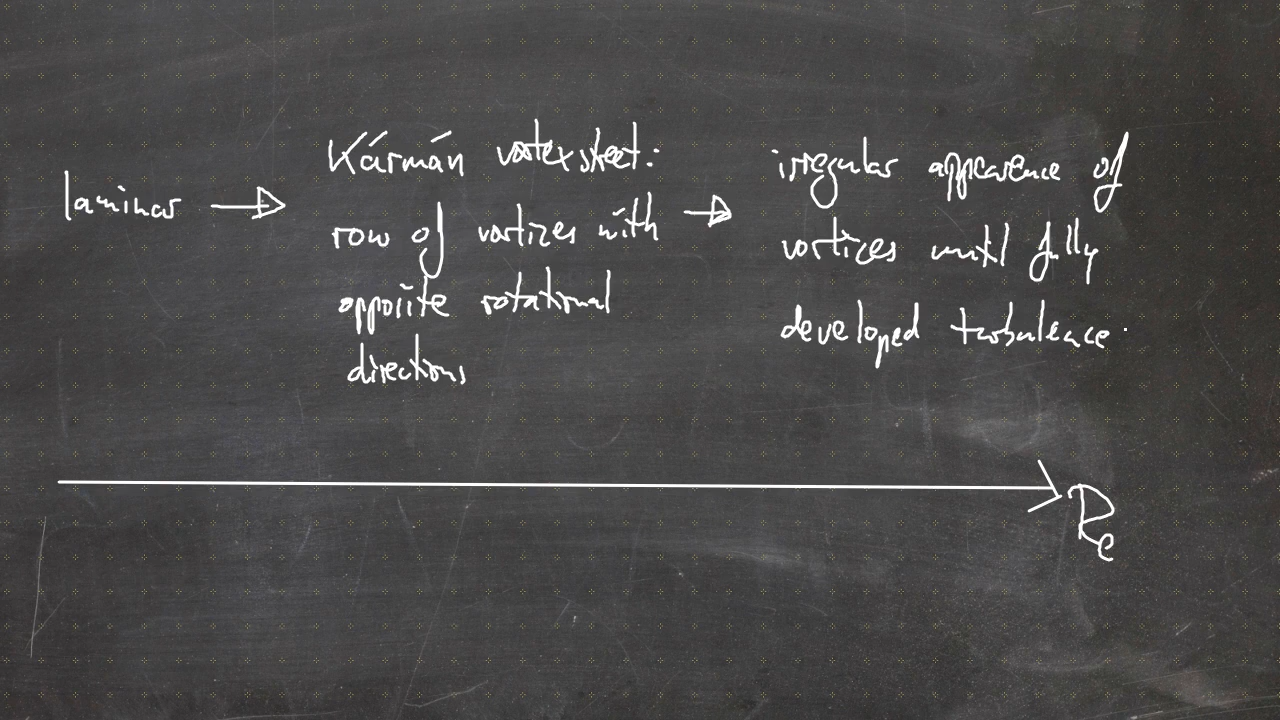 laminar →
Kármán vortex street:
row of vortizes with
opposite rotational
directions
→
irregular appearence of
vortices until fully
developed turbulence.
Re